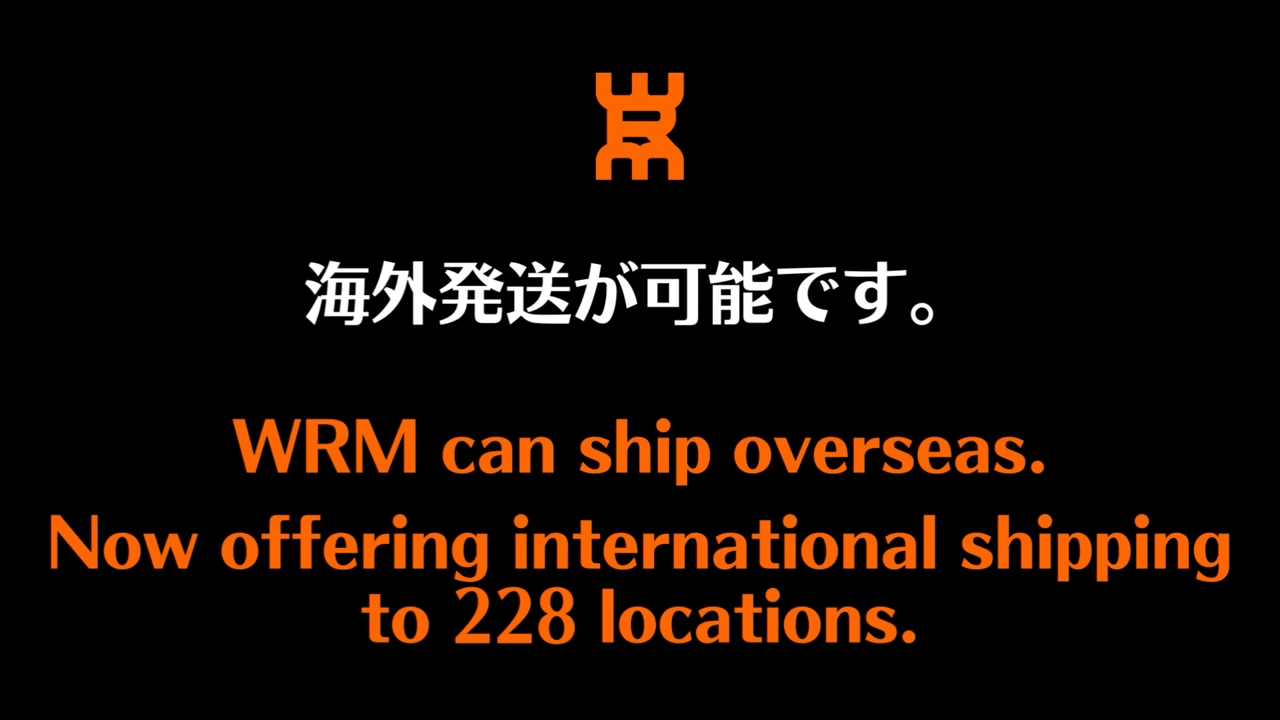 海外発送が可能です。
WRM can ship overseas.
Now offering international shipping
to 228 locations.